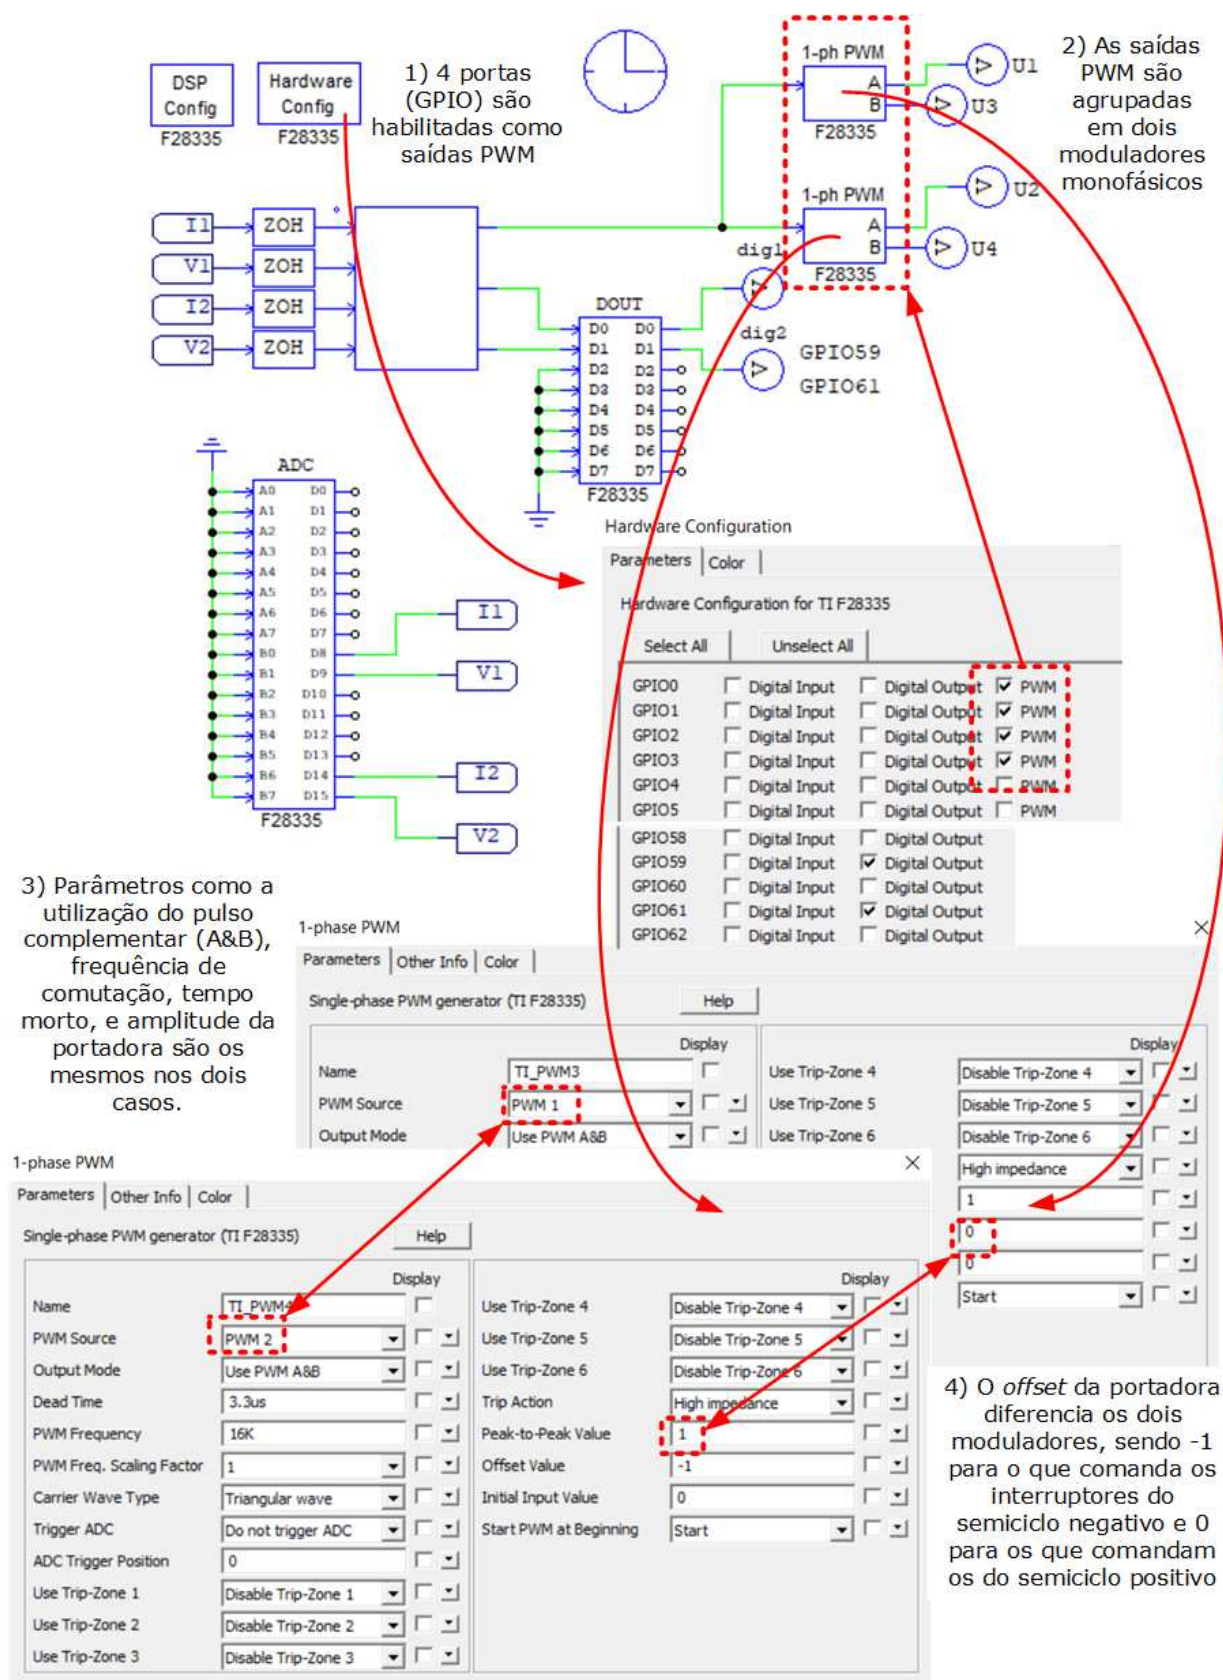 DSP
Config
F28335
Hardware
Config
F28335
1) 4 portas
(GPIO) são
habilitadas como
saídas PWM
1-ph PWM
A
B
F28335
U1
U3
2) As saídas
PWM são
agrupadas
em dois
moduladores
monofásicos
1-ph PWM
A
B
F28335
U2
U4
I1
ZOH
V1
ZOH
I2
ZOH
V2
ZOH
dig1
dig2
GPIO59
GPIO61
DOUT
D0 D0
D1 D1
D2 D2
D3 D3
D4 D4
D5 D5
D6 D6
D7 D7
F28335
ADC
A0 D0
A1 D1
A2 D2
A3 D3
A4 D4
A5 D5
A6 D6
A7 D7
B0 D8
B1 D9
B2 D10
B3 D11
B4 D12
B5 D13
B6 D14
B7 D15
F28335
I1
V1
I2
V2
Hardware Configuration
Parameters Color
Hardware Configuration for TI F28335
Select All Unselect All
GPIO0 Digital Input Digital Output PWM
GPIO1 Digital Input Digital Output PWM
GPIO2 Digital Input Digital Output PWM
GPIO3 Digital Input Digital Output PWM
GPIO4 Digital Input Digital Output PWM
GPIO5 Digital Input Digital Output PWM
GPIO58 Digital Input Digital Output
GPIO59 Digital Input Digital Output
GPIO60 Digital Input Digital Output
GPIO61 Digital Input Digital Output
GPIO62 Digital Input Digital Output
3) Parâmetros como a
utilização do pulso
complementar (A&B),
frequência de
comutação, tempo
morto, e amplitude da
portadora são os
mesmos nos dois
casos.
1-phase PWM
Parameters Other Info Color
Single-phase PWM generator (TI F28335) Help
Display
Name TI_PWM3
PWM Source PWM 1
Output Mode Use PWM A&B
Display
Use Trip-Zone 4 Disable Trip-Zone 4
Use Trip-Zone 5 Disable Trip-Zone 5
Use Trip-Zone 6 Disable Trip-Zone 6
High impedance
1
0
0
Start
1-phase PWM
Parameters Other Info Color
Single-phase PWM generator (TI F28335) Help
Display
Name TI_PWM4
PWM Source PWM 2
Output Mode Use PWM A&B
Dead Time 3.3us
PWM Frequency 16K
PWM Freq. Scaling Factor 1
Carrier Wave Type Triangular wave
Trigger ADC Do not trigger ADC
ADC Trigger Position 0
Use Trip-Zone 1 Disable Trip-Zone 1
Use Trip-Zone 2 Disable Trip-Zone 2
Use Trip-Zone 3 Disable Trip-Zone 3
Display
Use Trip-Zone 4 Disable Trip-Zone 4
Use Trip-Zone 5 Disable Trip-Zone 5
Use Trip-Zone 6 Disable Trip-Zone 6
Trip Action High impedance
Peak-to-Peak Value 1
Offset Value -1
Initial Input Value 0
Start PWM at Beginning Start
4) O offset da portadora
diferencia os dois
moduladores, sendo -1
para o que comanda os
interruptores do
semiciclo negativo e 0
para os que comandam
os do semiciclo positivo